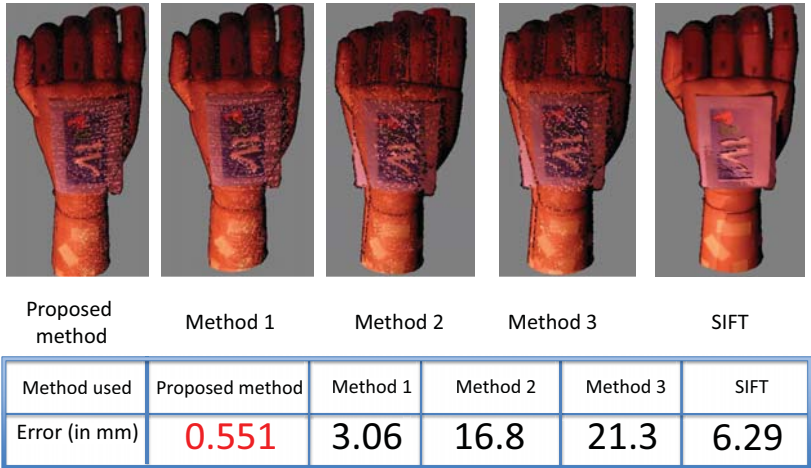 Proposed
method
Method 1
Method 2
Method 3
SIFT
Method used Proposed method Method 1 Method 2 Method 3 SIFT
Error (in mm) 0.551 3.06 16.8 21.3 6.29